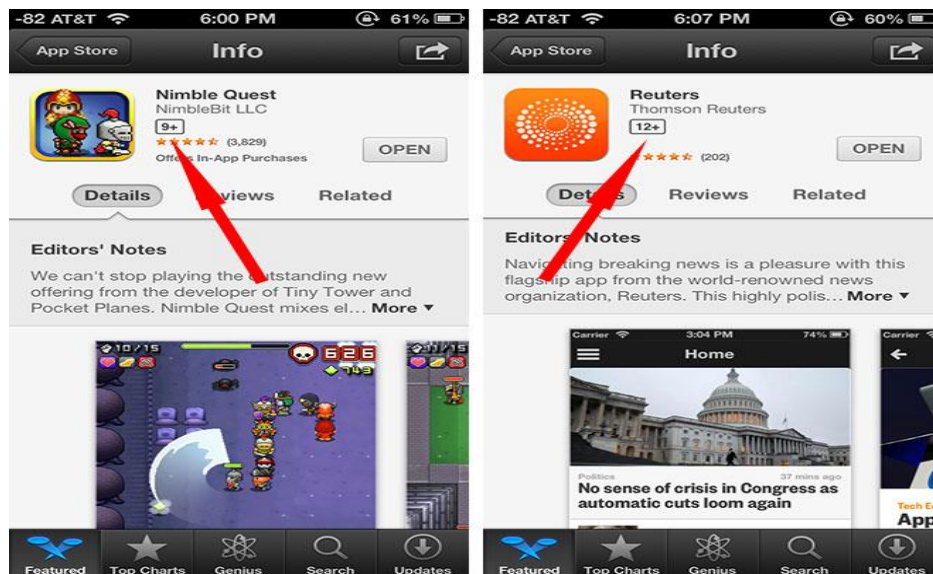 -82 AT&T 6:00 PM 61%
App Store Info
Nimble Quest
NimbleBit LLC
9+
(3,829)
Offers In-App Purchases
OPEN
Details Reviews Related
Editors' Notes
We can't stop playing the outstanding new
offering from the developer of Tiny Tower and
Pocket Planes. Nimble Quest mixes el... More ▼
10/15
626
743
Featured Top Charts Genius Search Updates
-82 AT&T 6:07 PM 60%
App Store Info
Reuters
Thomson Reuters
12+
(202)
OPEN
Details Reviews Related
Editors' Notes
Navigating breaking news is a pleasure with this
flagship app from the world-renowned news
organization, Reuters. This highly polis... More ▼
Carrier 3:04 PM 74%
Home
Politics 37 mins ago
No sense of crisis in Congress as
automatic cuts loom again
Carrier
Tech
App
Featured Top Charts Genius Search Updates